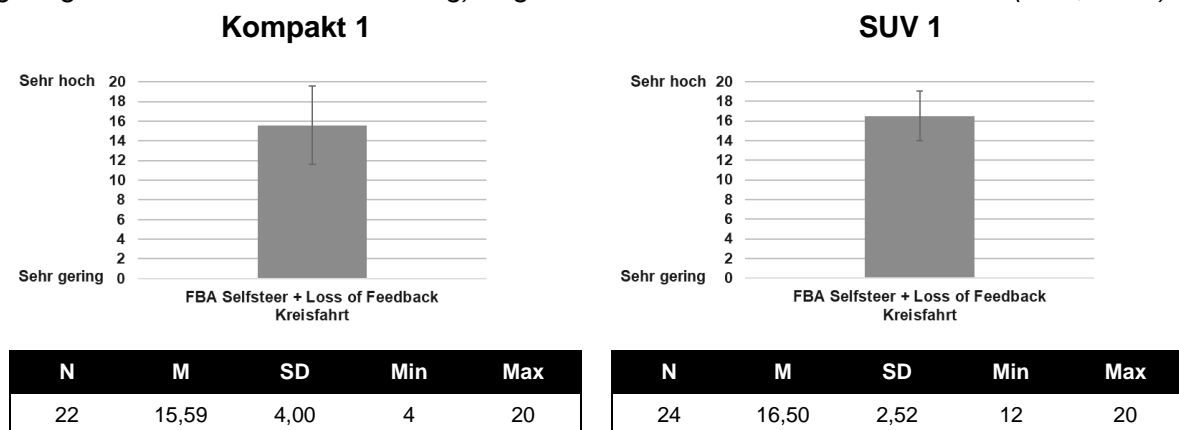 Kompakt 1
Sehr hoch 20
18
16
14
12
10
8
6
4
2
Sehr gering 0
FBA Selfsteer + Loss of Feedback
Kreisfahrt
N M SD Min Max
22 15,59 4,00 4 20
SUV 1
Sehr hoch 20
18
16
14
12
10
8
6
4
2
Sehr gering 0
FBA Selfsteer + Loss of Feedback
Kreisfahrt
N M SD Min Max
24 16,50 2,52 12 20